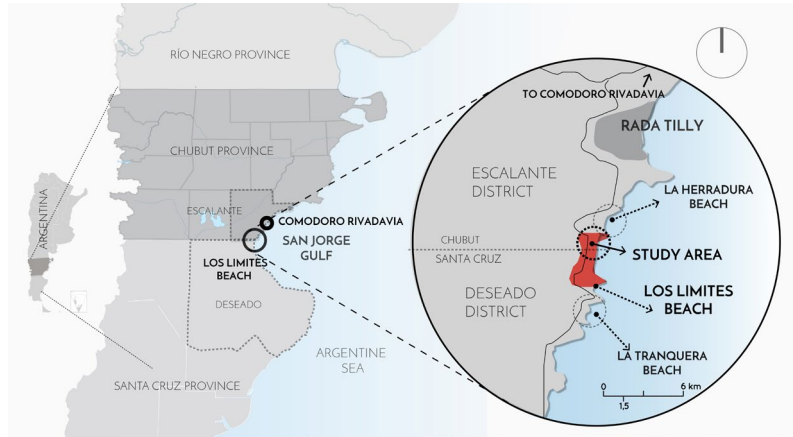 RÍO NEGRO PROVINCE
CHUBUT PROVINCE
ESCALANTE
COMODORO RIVADAVIA
SAN JORGE
GULF
LOS LIMITES
BEACH
DESEADO
ARGENTINA
ARGENTINE
SEA
SANTA CRUZ PROVINCE
TO COMODORO RIVADAVIA
RADA TILLY
ESCALANTE
DISTRICT
LA HERRADURA
BEACH
CHUBUT
SANTA CRUZ
STUDY AREA
DESEADO
DISTRICT
LOS LIMITES
BEACH
LA TRANQUERA
BEACH
0 6 km
1,5